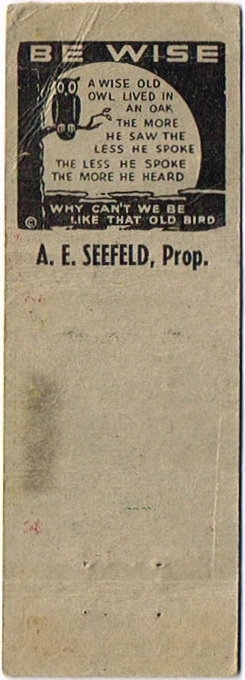 BE WISE
A WISE OLD
OWL LIVED IN
AN OAK
THE MORE
HE SAW THE
LESS HE SPOKE
THE LESS HE SPOKE
THE MORE HE HEARD
WHY CAN'T WE BE
© LIKE THAT OLD BIRD
A. E. SEEFELD, Prop.